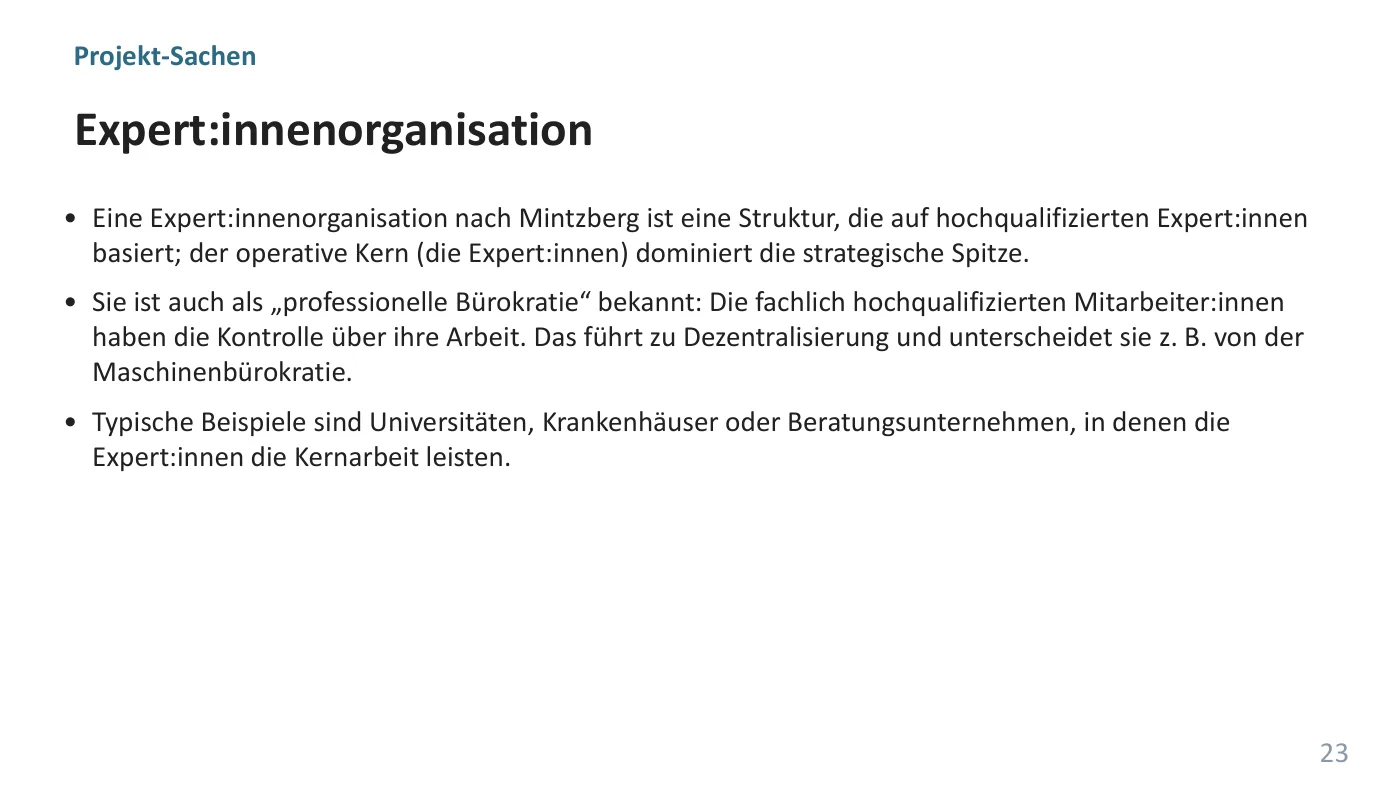 Projekt-Sachen
Expert:innenorganisation
• Eine Expert:innenorganisation nach Mintzberg ist eine Struktur, die auf hochqualifizierten Expert:innen
basiert; der operative Kern (die Expert:innen) dominiert die strategische Spitze.
• Sie ist auch als „professionelle Bürokratie“ bekannt: Die fachlich hochqualifizierten Mitarbeiter:innen
haben die Kontrolle über ihre Arbeit. Das führt zu Dezentralisierung und unterscheidet sie z. B. von der
Maschinenbürokratie.
• Typische Beispiele sind Universitäten, Krankenhäuser oder Beratungsunternehmen, in denen die
Expert:innen die Kernarbeit leisten.
23